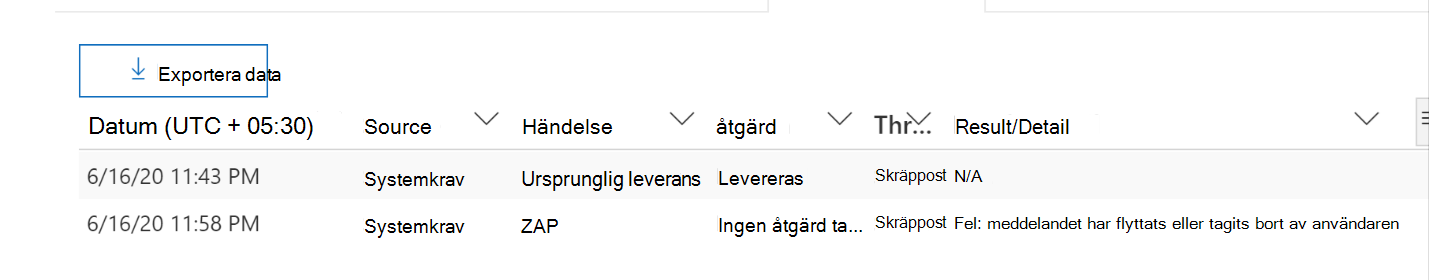 Exportera data
Datum (UTC + 05:30) Source Händelse åtgärd Thr... Result/Detail
6/16/20 11:43 PM Systemkrav Ursprunglig leverans Levereras Skräppost N/A
6/16/20 11:58 PM Systemkrav ZAP Ingen åtgärd ta... Skräppost Fel: meddelandet har flyttats eller tagits bort av användaren